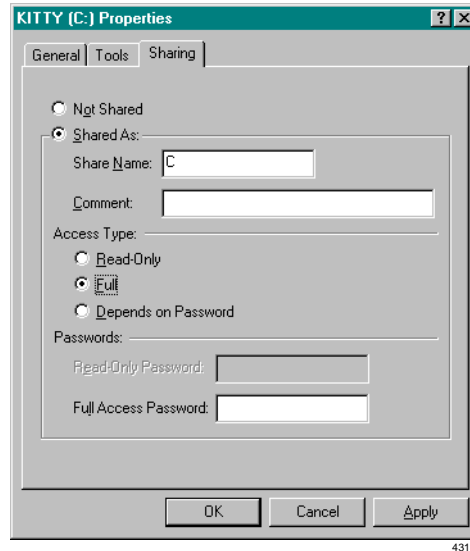 KITTY (C:) Properties
General Tools Sharing
Not Shared
Shared As:
Share Name: C
Comment:
Access Type:
Read-Only
Full
Depends on Password
Passwords:
Read-Only Password:
Full Access Password:
OK Cancel Apply
431